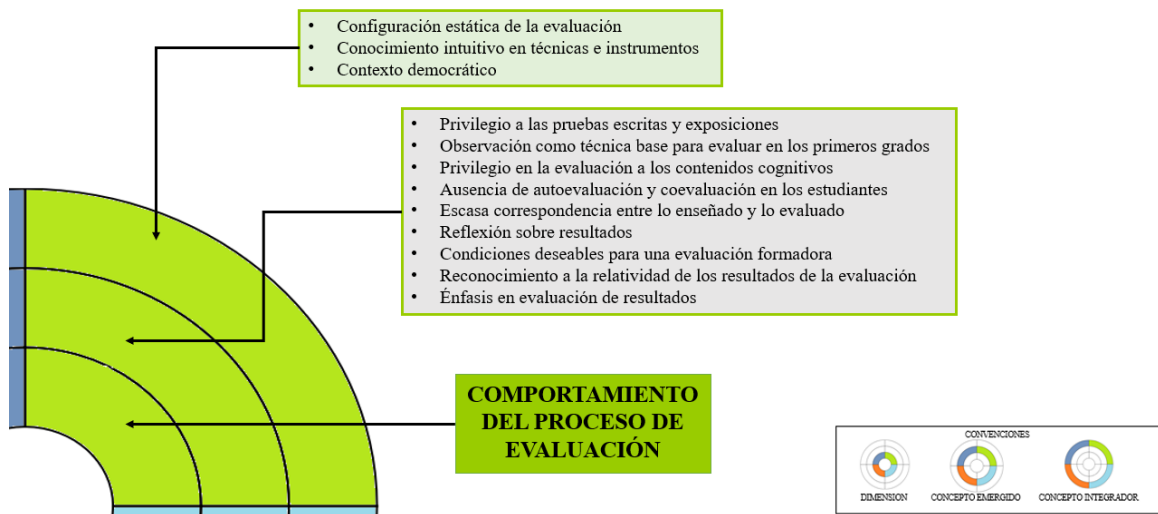 • Configuración estática de la evaluación
• Conocimiento intuitivo en técnicas e instrumentos
• Contexto democrático
• Privilegio a las pruebas escritas y exposiciones
• Observación como técnica base para evaluar en los primeros grados
• Privilegio en la evaluación a los contenidos cognitivos
• Ausencia de autoevaluación y coevaluación en los estudiantes
• Escasa correspondencia entre lo enseñado y lo evaluado
• Reflexión sobre resultados
• Condiciones deseables para una evaluación formadora
• Reconocimiento a la relatividad de los resultados de la evaluación
• Énfasis en evaluación de resultados
COMPORTAMIENTO
DEL PROCESO DE
EVALUACIÓN
CONVENCIONES
DIMENSION
CONCEPTO EMERGIDO
CONCEPTO INTEGRADOR